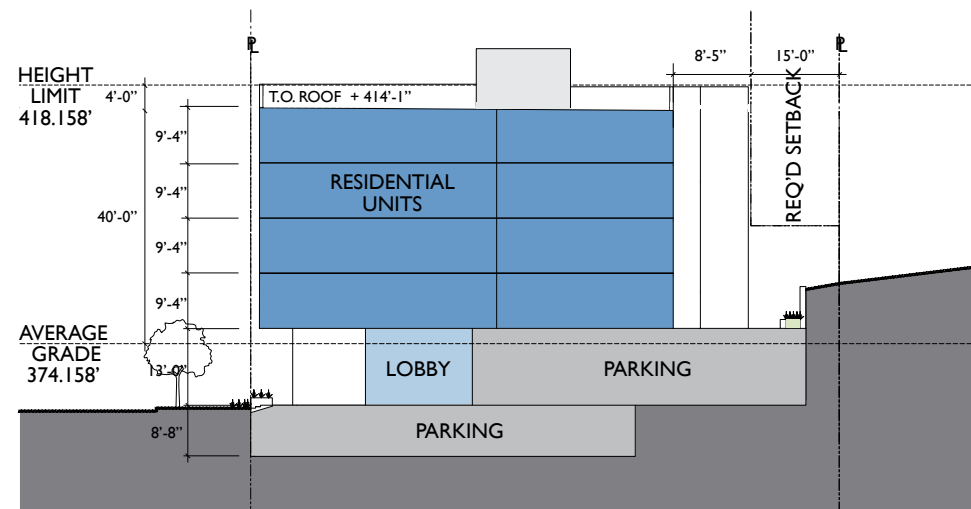 ℄
℄
8'-5"
15'-0"
HEIGHT
LIMIT
418.158'
4'-0"
T.O. ROOF + 414'-1"
REQ'D SETBACK
9'-4"
RESIDENTIAL
UNITS
9'-4"
40'-0"
9'-4"
9'-4"
AVERAGE
GRADE
374.158'
13'-0"
LOBBY
PARKING
8'-8"
PARKING